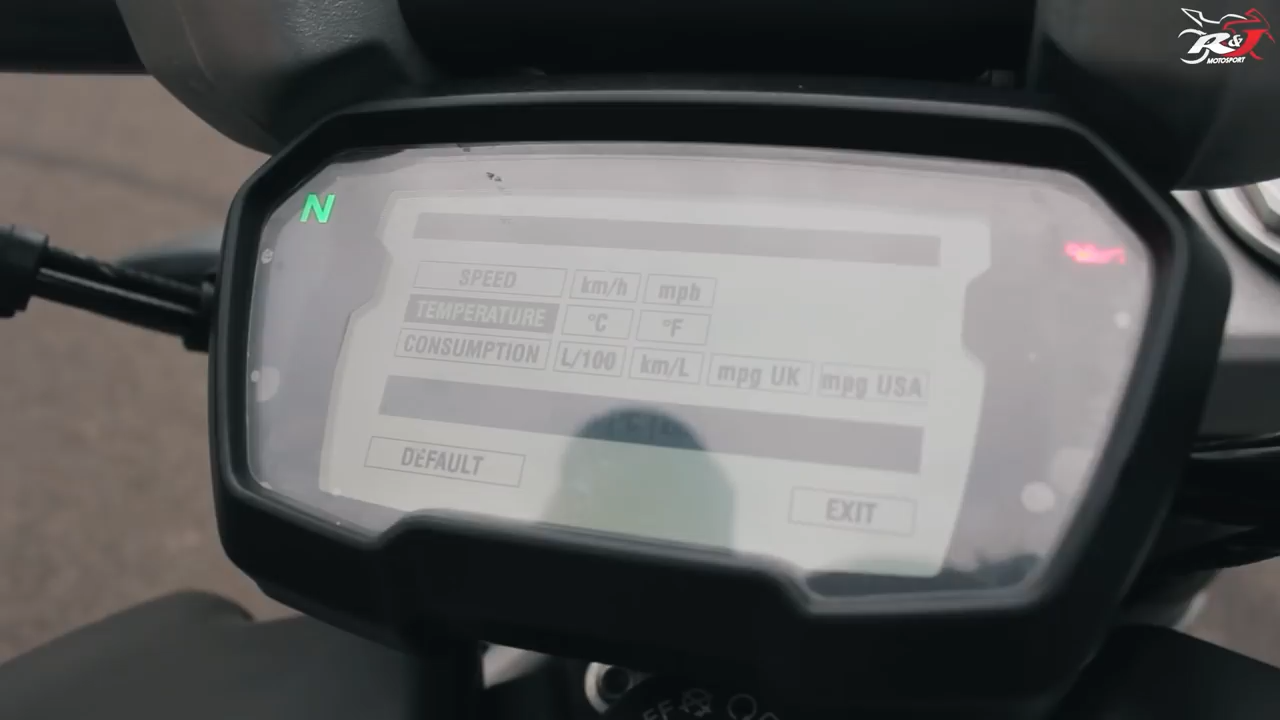 R&J
MOTOSPORT
N
SPEED km/h mph
TEMPERATURE °C °F
CONSUMPTION L/100 km/L mpg UK mpg USA
DEFAULT
EXIT